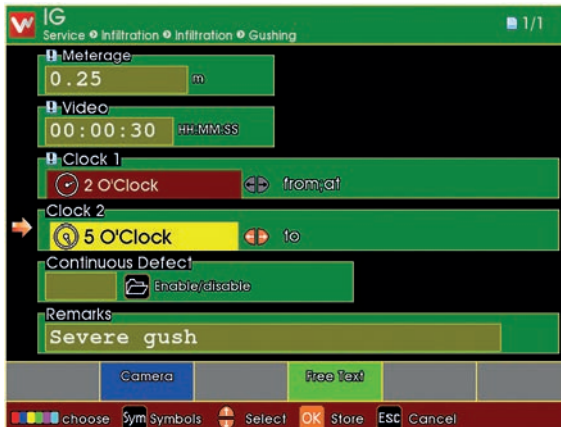 IG
1/1
Service Infiltration Infiltration Gushing
Meterage
0.25 m
Video
00:00:30 HH:MM:SS
Clock 1
2 O'Clock from;at
Clock 2
5 O'Clock to
Continuous Defect
Enable/disable
Remarks
Severe gush
Camera Free Text
choose Sym Symbols Select OK Store Esc Cancel